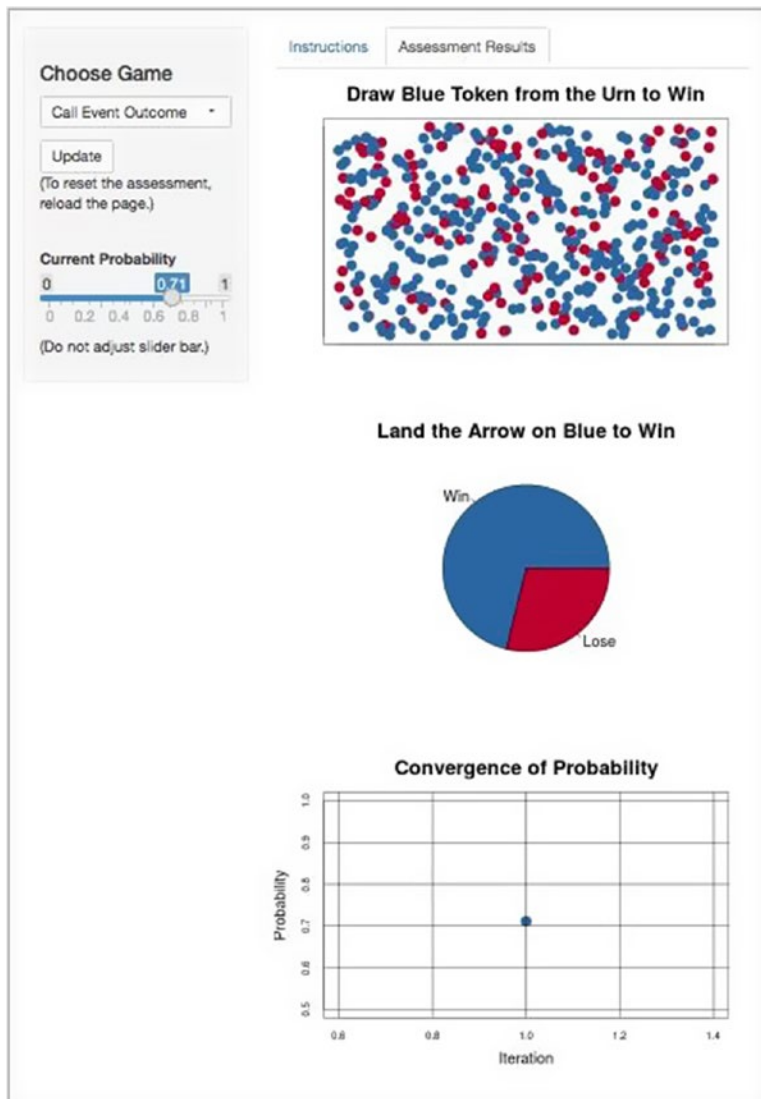 Instructions
Assessment Results
Choose Game
Call Event Outcome
Update
(To reset the assessment,
reload the page.)
Current Probability
0
0.71
1
0 0.2 0.4 0.6 0.8 1
(Do not adjust slider bar.)
Draw Blue Token from the Urn to Win
Land the Arrow on Blue to Win
Win
Lose
Convergence of Probability
Probability
1.0
0.9
0.8
0.7
0.6
0.5
0.6 0.8 1.0 1.2 1.4
Iteration